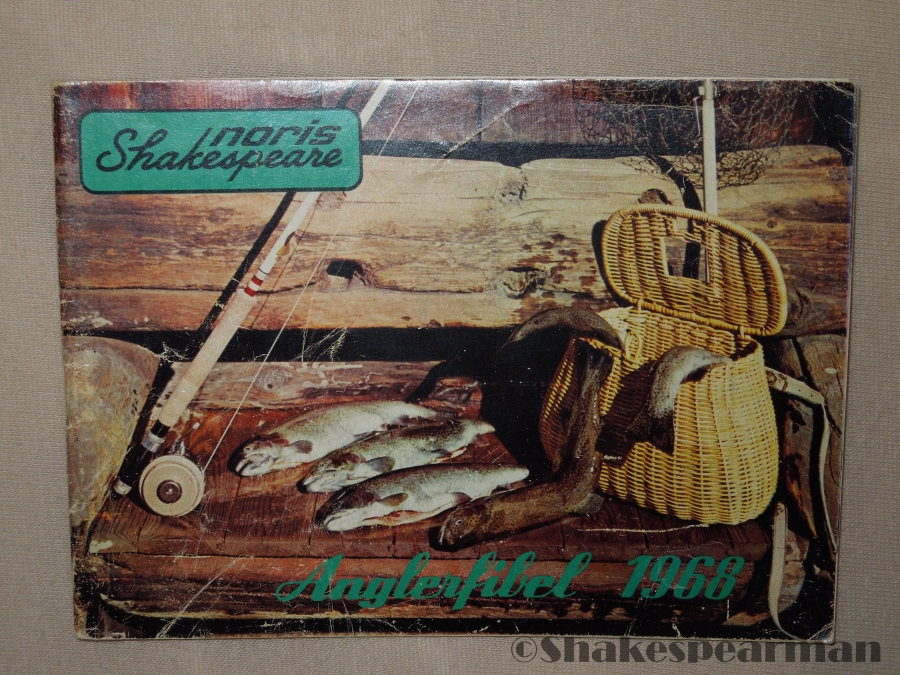 noris
Shakespeare
Anglerfibel 1968
©Shakespearman